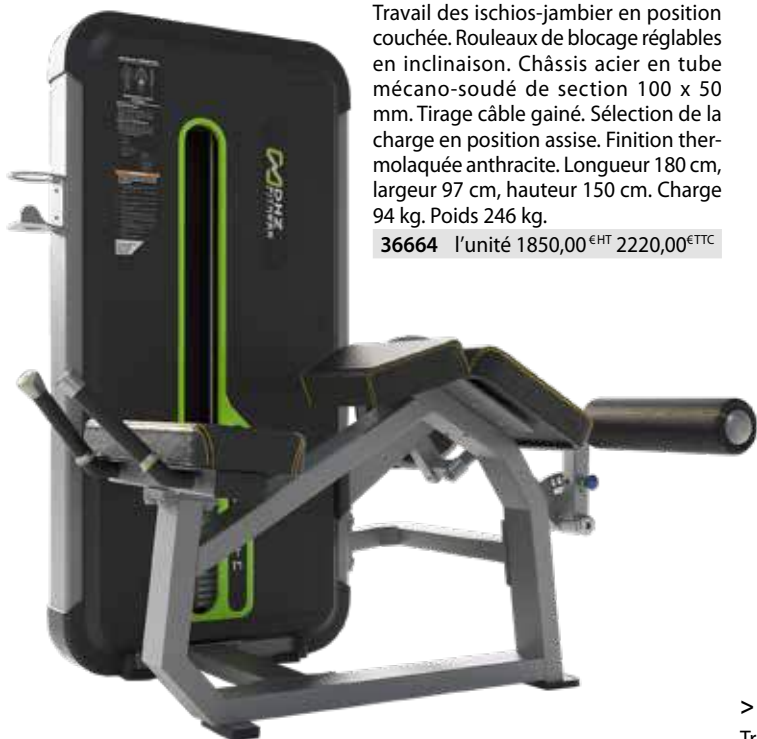 Travail des ischios-jambier en position
couchée. Rouleaux de blocage réglables
en inclinaison. Châssis acier en tube
mécano-soudé de section 100 x 50
mm. Tirage câble gainé. Sélection de la
charge en position assise. Finition ther-
molaquée anthracite. Longueur 180 cm,
largeur 97 cm, hauteur 150 cm. Charge
94 kg. Poids 246 kg.
36664 l’unité 1850,00 €HT 2220,00€TTC
DHZ
FITNESS
>
Tr